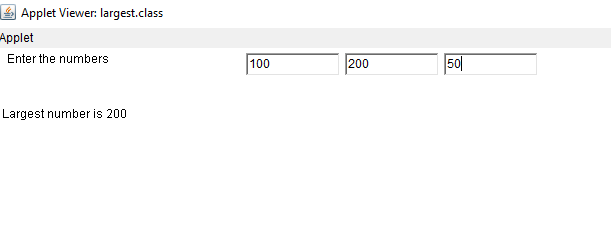 Applet Viewer: largest.class
Applet
Enter the numbers 100 200 50
Largest number is 200